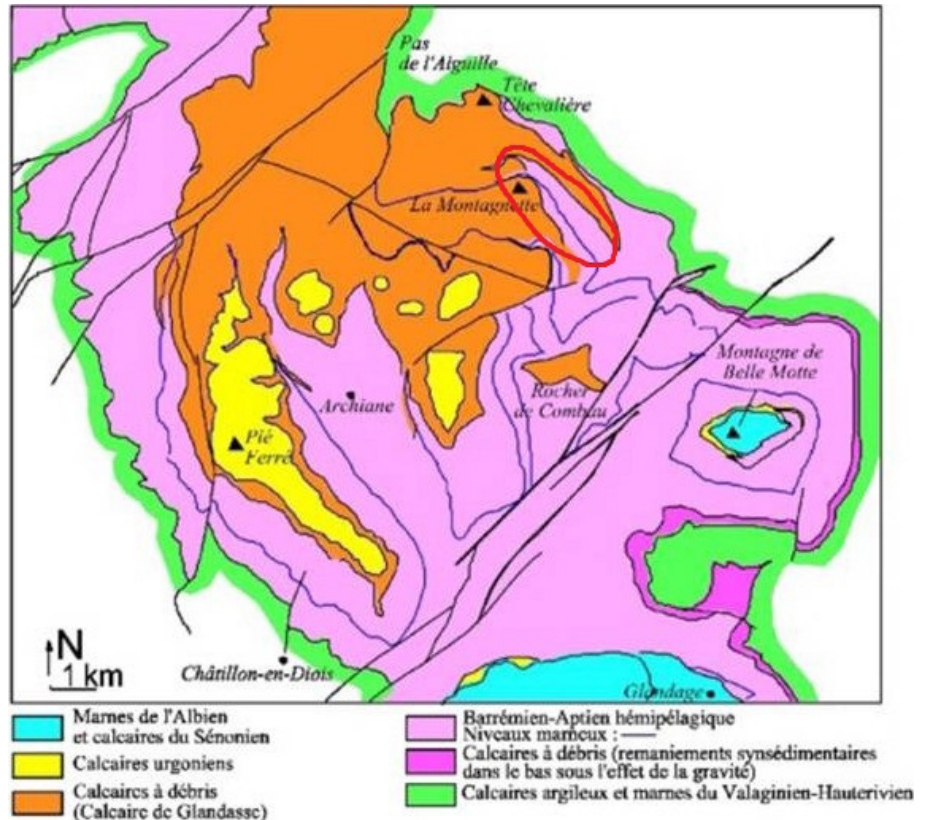 Pas
de l'Aiguille
Tête
Chevalière
La Montagnette
Montagne de
Belle Motte
Archiane
Rocher
de Combau
Pié
Ferré
N
1 km
Châtillon-en-Diois
Glandage
Marnes de l'Albien
et calcaires du Sénonien
Calcaires urgoniens
Calcaires à débris
(Calcaire de Glandasse)
Barrémien-Aptien hémipélagique
Niveaux marneux :
Calcaires à débris (remaniements synsédimentaires
dans le bas sous l'effet de la gravité)
Calcaires argileux et marnes du Valaginien-Hauterivien